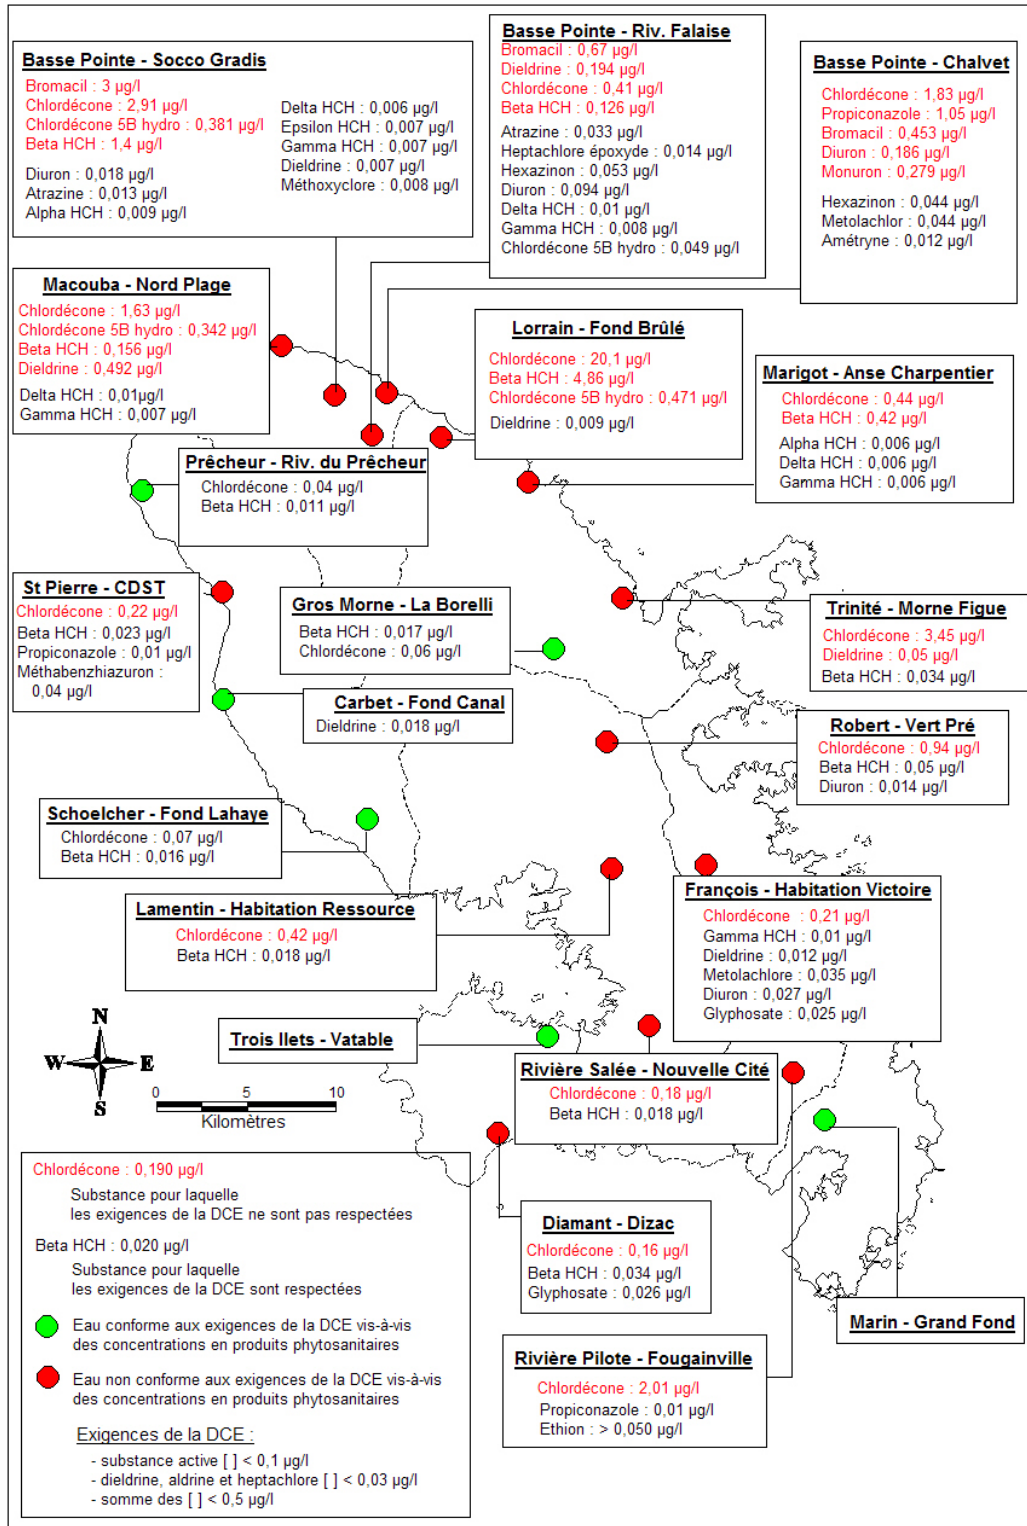 Basse Pointe - Socco Gradis
Bromacil : 3 µg/l
Chlordécone : 2,91 µg/l
Chlordécone 5B hydro : 0,381 µg/l
Beta HCH : 1,4 µg/l
Diuron : 0,018 µg/l
Atrazine : 0,013 µg/l
Alpha HCH : 0,009 µg/l
Delta HCH : 0,006 µg/l
Epsilon HCH : 0,007 µg/l
Gamma HCH : 0,007 µg/l
Dieldrine : 0,007 µg/l
Méthoxyclore : 0,008 µg/l
Basse Pointe - Riv. Falaise
Bromacil : 0,67 µg/l
Dieldrine : 0,194 µg/l
Chlordécone : 0,41 µg/l
Beta HCH : 0,126 µg/l
Atrazine : 0,033 µg/l
Heptachlore époxyde : 0,014 µg/l
Hexazinon : 0,053 µg/l
Diuron : 0,094 µg/l
Delta HCH : 0,01 µg/l
Gamma HCH : 0,008 µg/l
Chlordécone 5B hydro : 0,049 µg/l
Basse Pointe - Chalvet
Chlordécone : 1,83 µg/l
Propiconazole : 1,05 µg/l
Bromacil : 0,453 µg/l
Diuron : 0,186 µg/l
Monuron : 0,279 µg/l
Hexazinon : 0,044 µg/l
Metolachlor : 0,044 µg/l
Amétryne : 0,012 µg/l
Macouba - Nord Plage
Chlordécone : 1,63 µg/l
Chlordécone 5B hydro : 0,342 µg/l
Beta HCH : 0,156 µg/l
Dieldrine : 0,492 µg/l
Delta HCH : 0,01µg/l
Gamma HCH : 0,007 µg/l
Lorrain - Fond Brûlé
Chlordécone : 20,1 µg/l
Beta HCH : 4,86 µg/l
Chlordécone 5B hydro : 0,471 µg/l
Dieldrine : 0,009 µg/l
Marigot - Anse Charpentier
Chlordécone : 0,44 µg/l
Beta HCH : 0,42 µg/l
Alpha HCH : 0,006 µg/l
Delta HCH : 0,006 µg/l
Gamma HCH : 0,006 µg/l
Prêcheur - Riv. du Prêcheur
Chlordécone : 0,04 µg/l
Beta HCH : 0,011 µg/l
St Pierre - CDST
Chlordécone : 0,22 µg/l
Beta HCH : 0,023 µg/l
Propiconazole : 0,01 µg/l
Méthabenzhiazuron :
0,04 µg/l
Gros Morne - La Borelli
Beta HCH : 0,017 µg/l
Chlordécone : 0,06 µg/l
Trinité - Morne Figue
Chlordécone : 3,45 µg/l
Dieldrine : 0,05 µg/l
Beta HCH : 0,034 µg/l
Carbet - Fond Canal
Dieldrine : 0,018 µg/l
Robert - Vert Pré
Chlordécone : 0,94 µg/l
Beta HCH : 0,05 µg/l
Diuron : 0,014 µg/l
Schoelcher - Fond Lahaye
Chlordécone : 0,07 µg/l
Beta HCH : 0,016 µg/l
Lamentin - Habitation Ressource
Chlordécone : 0,42 µg/l
Beta HCH : 0,018 µg/l
François - Habitation Victoire
Chlordécone : 0,21 µg/l
Gamma HCH : 0,01 µg/l
Dieldrine : 0,012 µg/l
Metolachlore : 0,035 µg/l
Diuron : 0,027 µg/l
Glyphosate : 0,025 µg/l
Trois Ilets - Vatable
Rivière Salée - Nouvelle Cité
Chlordécone : 0,18 µg/l
Beta HCH : 0,018 µg/l
N
W E
S
0 5 10
Kilomètres
Chlordécone : 0,190 µg/l
Substance pour laquelle
les exigences de la DCE ne sont pas respectées
Beta HCH : 0,020 µg/l
Substance pour laquelle
les exigences de la DCE sont respectées
Eau conforme aux exigences de la DCE vis-à-vis
des concentrations en produits phytosanitaires
Eau non conforme aux exigences de la DCE vis-à-vis
des concentrations en produits phytosanitaires
Exigences de la DCE :
- substance active [ ] < 0,1 µg/l
- dieldrine, aldrine et heptachlore [ ] < 0,03 µg/l
- somme des [ ] < 0,5 µg/l
Diamant - Dizac
Chlordécone : 0,16 µg/l
Beta HCH : 0,034 µg/l
Glyphosate : 0,026 µg/l
Marin - Grand Fond
Rivière Pilote - Fougainville
Chlordécone : 2,01 µg/l
Propiconazole : 0,01 µg/l
Ethion : > 0,050 µg/l